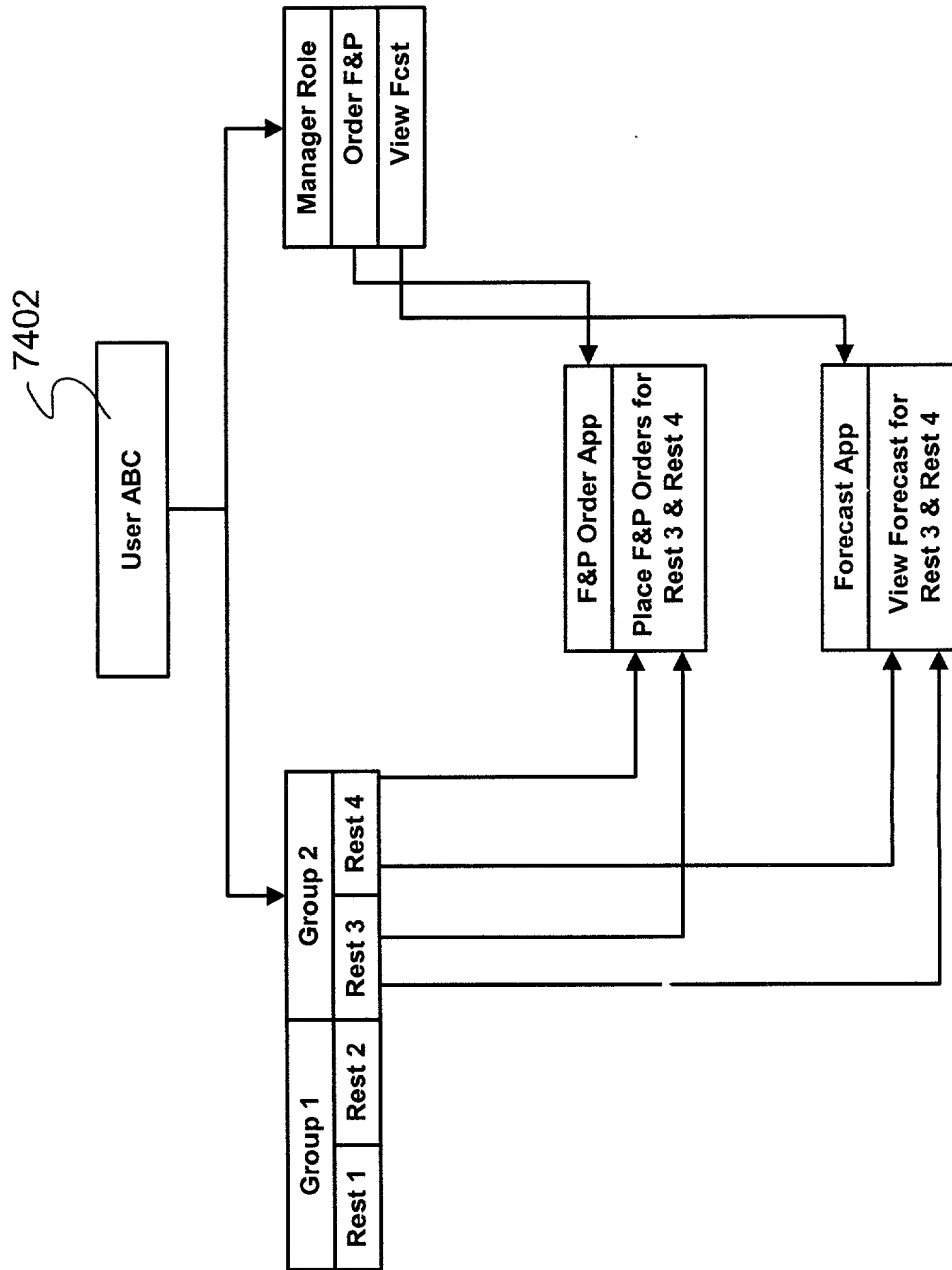 7402
User ABC
Group 1
Group 2
Rest 1
Rest 2
Rest 3
Rest 4
Manager Role
Order F&P
View Fcst
F&P Order App
Place F&P Orders for
Rest 3 & Rest 4
Forecast App
View Forecast for
Rest 3 & Rest 4